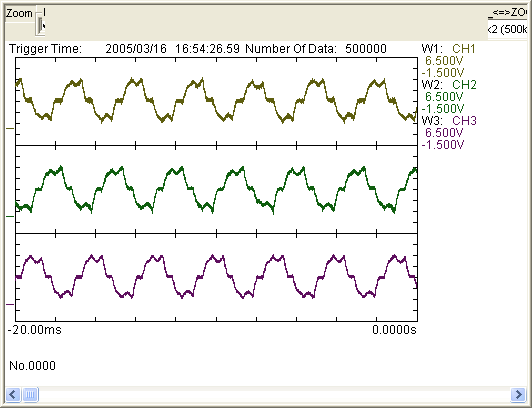 Zoom
_<=>ZO
<2 (500k
Trigger Time: 2005/03/16 16:54:26.59 Number Of Data: 500000
W1: CH1
6.500V
-1.500V
W2: CH2
6.500V
-1.500V
W3: CH3
6.500V
-1.500V
-20.00ms 0.0000s
No.0000